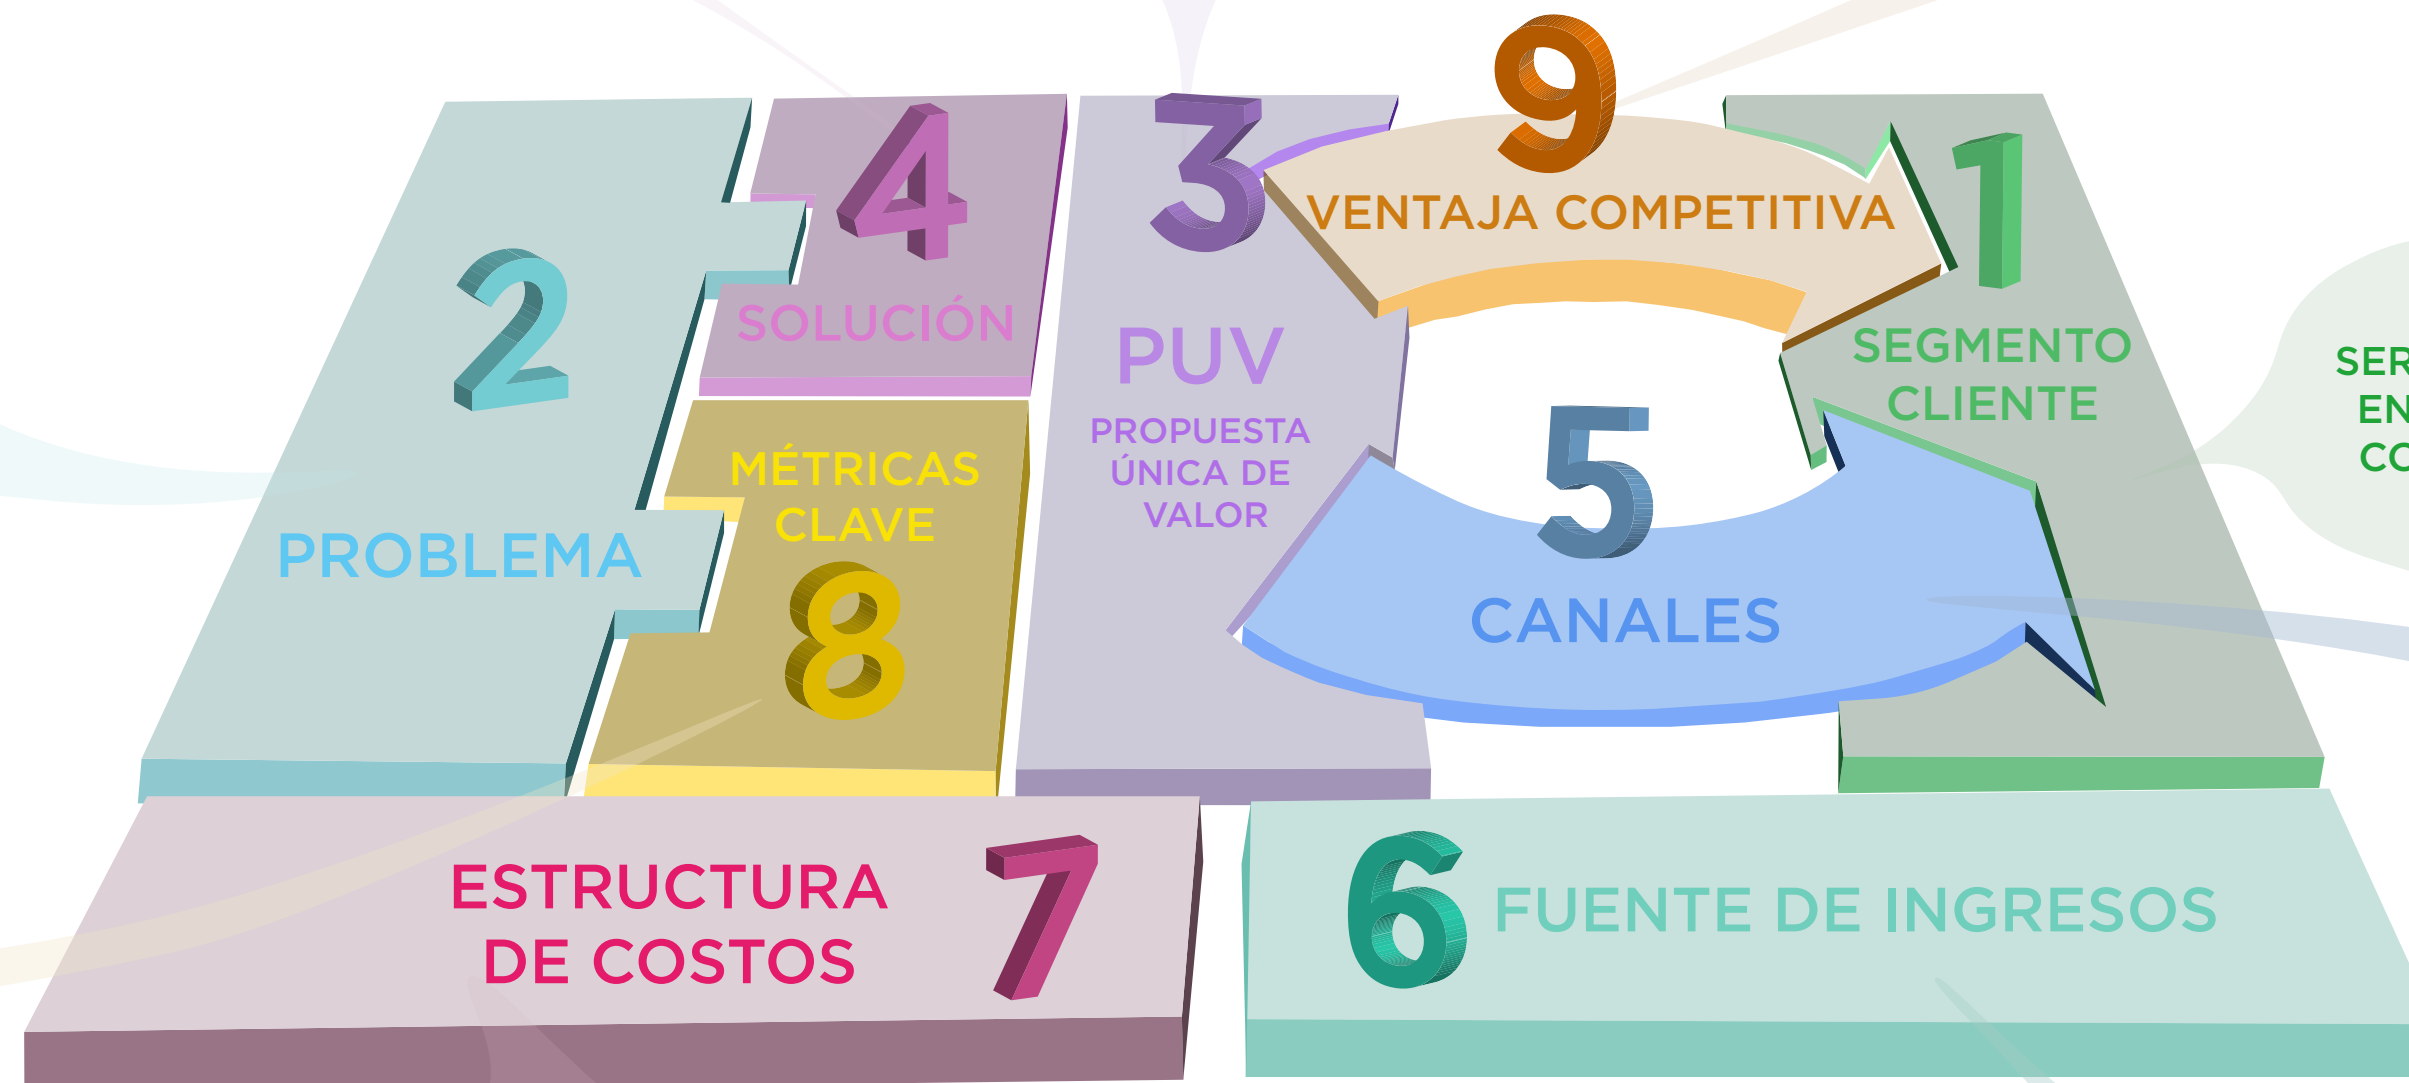 2
PROBLEMA
4
SOLUCIÓN
MÉTRICAS
CLAVE
8
3
PUV
PROPUESTA
ÚNICA DE
VALOR
9
VENTAJA COMPETITIVA
5
CANALES
1
SEGMENTO
CLIENTE
ESTRUCTURA
DE COSTOS
7
6
FUENTE DE INGRESOS